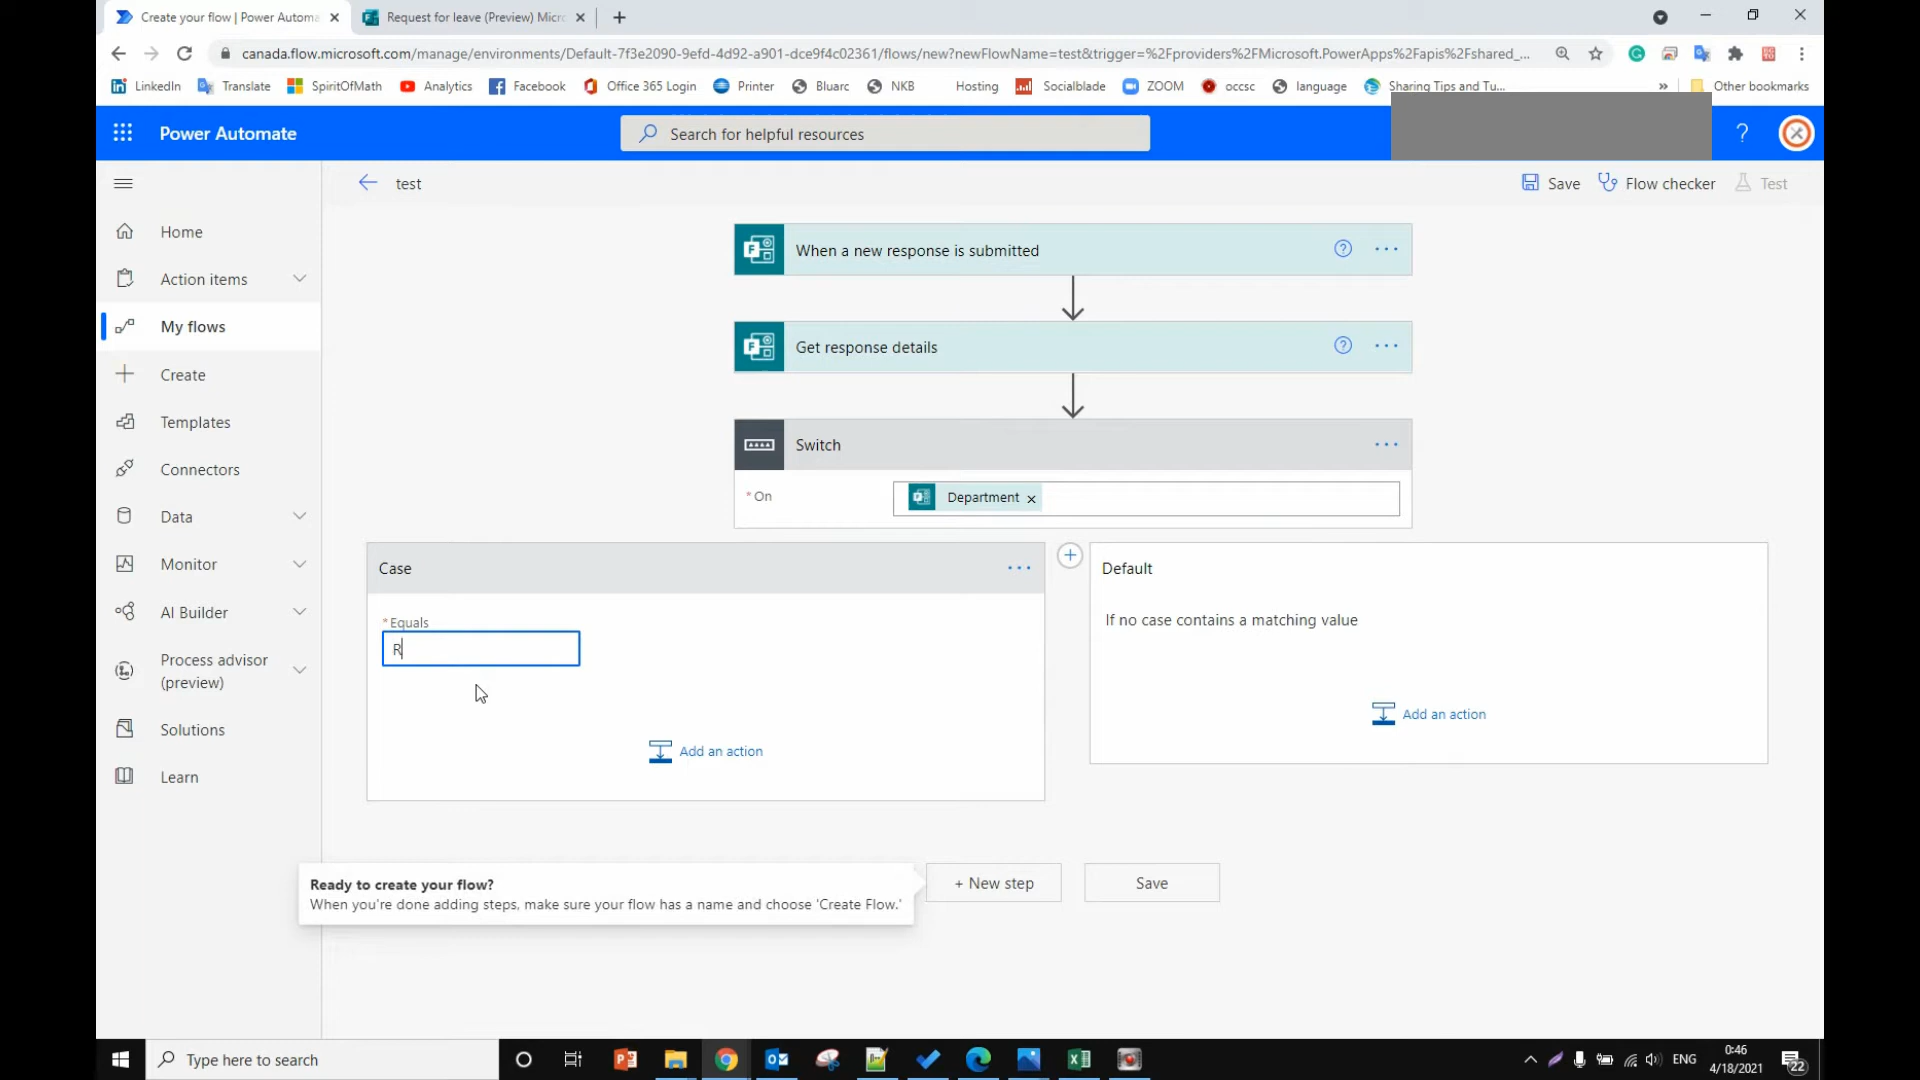 Create your flow | Power Automa
Request for leave (Preview) Micr
canada.flow.microsoft.com/manage/environments/Default-7f3e2090-9efd-4d92-a901-dce9f4c02361/flows/new?newFlowName=test&trigger=%2Fproviders%2FMicrosoft.PowerApps%2Fapis%2Fshared_...
LinkedIn Translate SpiritOfMath Analytics Facebook Office 365 Login Printer Bluarc NKB Hosting Socialblade ZOOM occsc language Sharing Tips and Tu... » Other bookmarks
Power Automate
Search for helpful resources
?
test
Save
Flow checker
Test
Home
Action items
My flows
Create
Templates
Connectors
Data
Monitor
AI Builder
Process advisor
(preview)
Solutions
Learn
When a new response is submitted
Get response details
Switch
* On
Department ×
Case
* Equals
R
Add an action
Default
If no case contains a matching value
Add an action
Ready to create your flow?
When you're done adding steps, make sure your flow has a name and choose 'Create Flow.'
+ New step
Save
Type here to search
ENG
0:46
4/18/2021
22